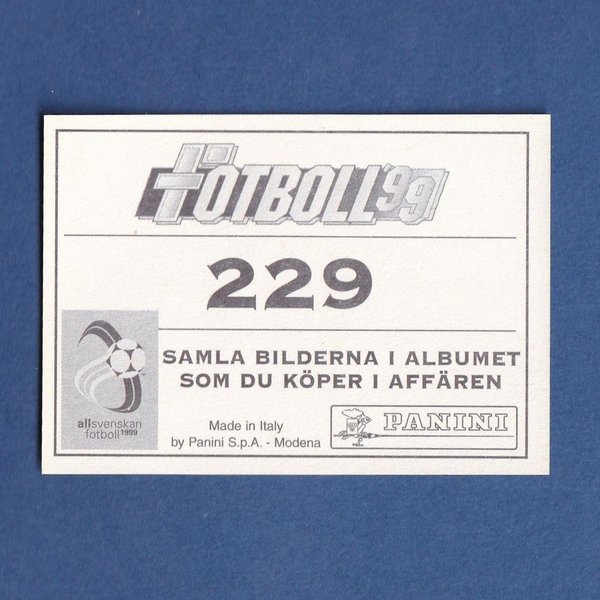 FOTBOLL'99
229
SAMLA BILDERNA I ALBUMET
SOM DU KÖPER I AFFÄREN
allsvenskan
fotboll 1999
Made in Italy
by Panini S.p.A. - Modena
PANINI